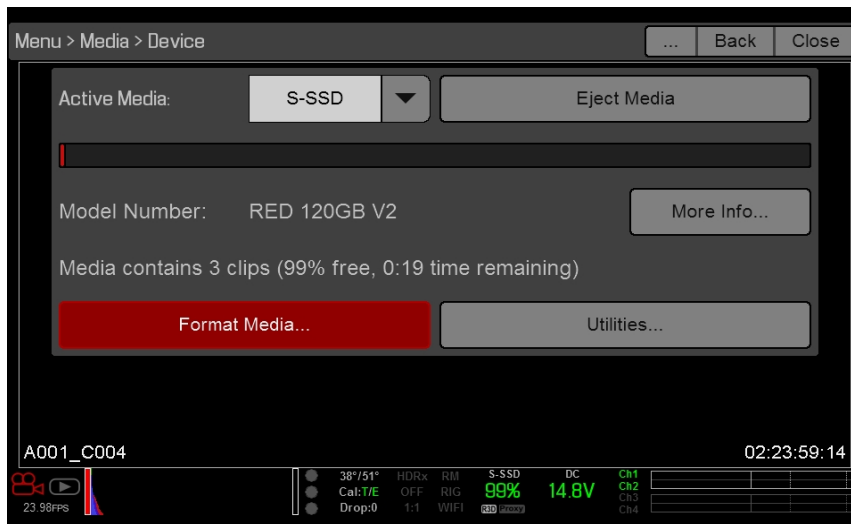 Menu > Media > Device
... Back Close
Active Media: S-SSD Eject Media
Model Number: RED 120GB V2 More Info...
Media contains 3 clips (99% free, 0:19 time remaining)
Format Media... Utilities...
A001_C004 02:23:59:14
38°/51° HDRx RM S-SSD DC Ch1
Cal:T/E OFF RIG 99% 14.8V Ch2
Drop:0 1:1 WIFI R3D Proxy Ch3
23.98FPS Ch4